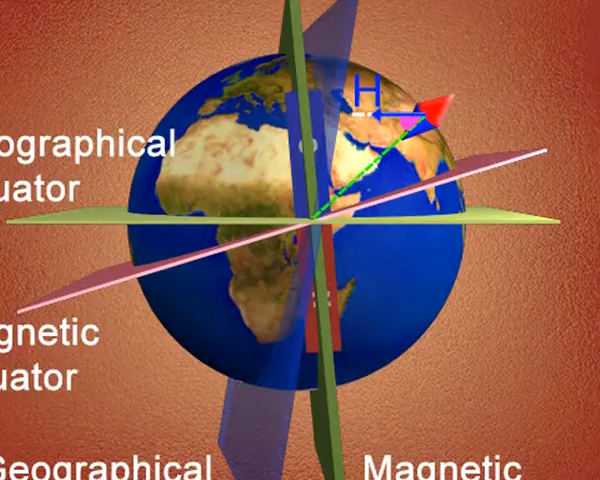 ographical
uator
H
gnetic
uator
Geographical
Magnetic